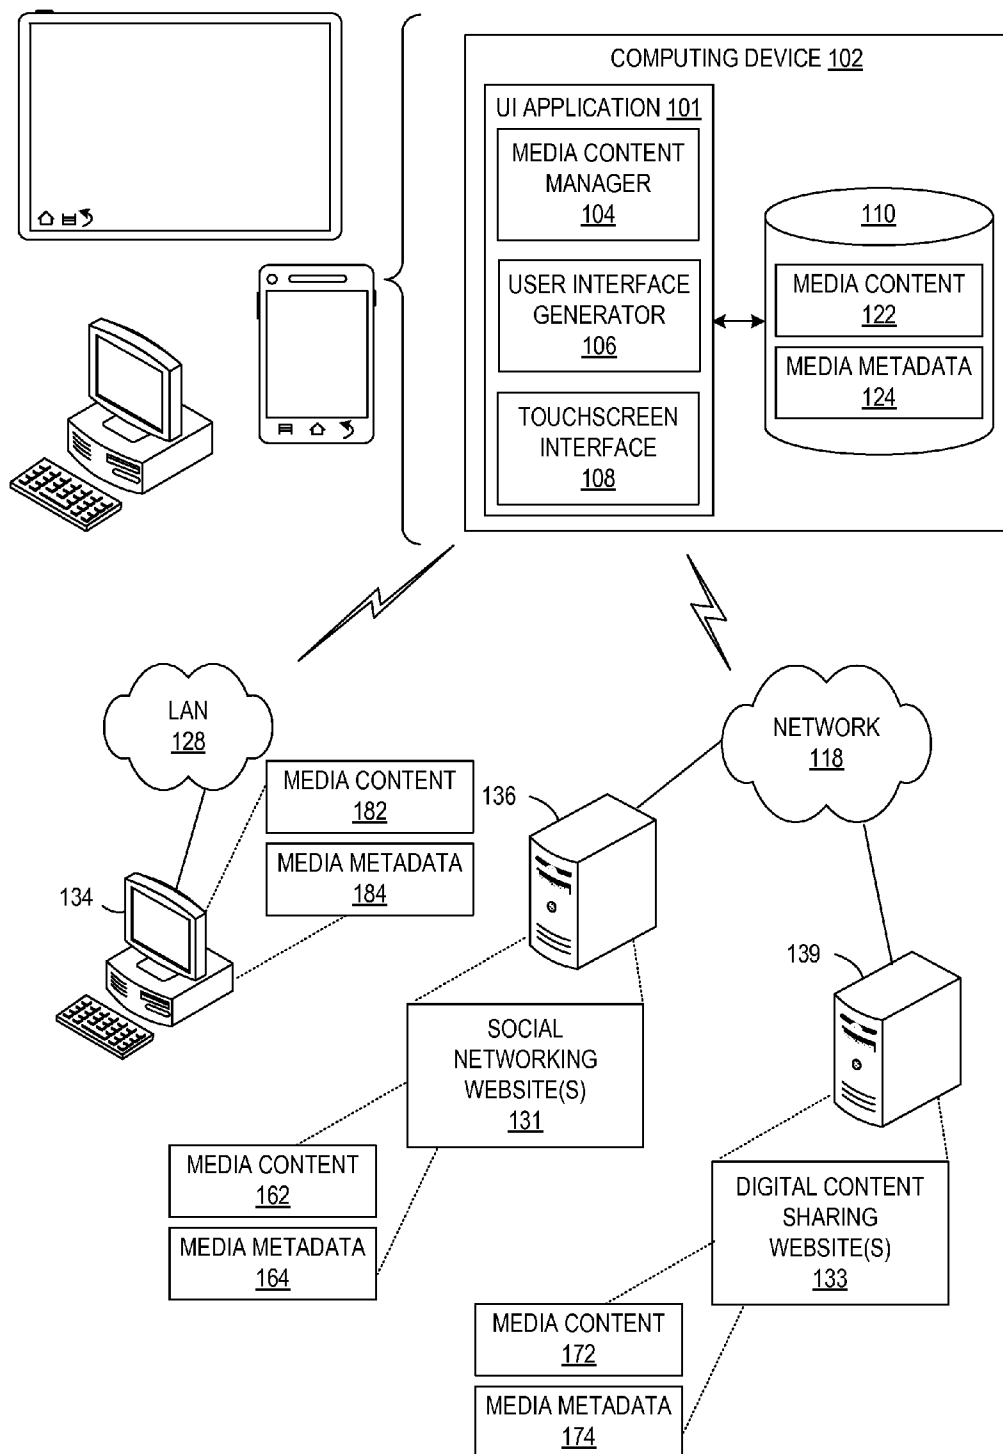 COMPUTING DEVICE 102
UI APPLICATION 101
MEDIA CONTENT
MANAGER
104
USER INTERFACE
GENERATOR
106
TOUCHSCREEN
INTERFACE
108
110
MEDIA CONTENT
122
MEDIA METADATA
124
LAN
128
NETWORK
118
MEDIA CONTENT
182
MEDIA METADATA
184
134
136
139
SOCIAL
NETWORKING
WEBSITE(S)
131
MEDIA CONTENT
162
MEDIA METADATA
164
DIGITAL CONTENT
SHARING
WEBSITE(S)
133
MEDIA CONTENT
172
MEDIA METADATA
174